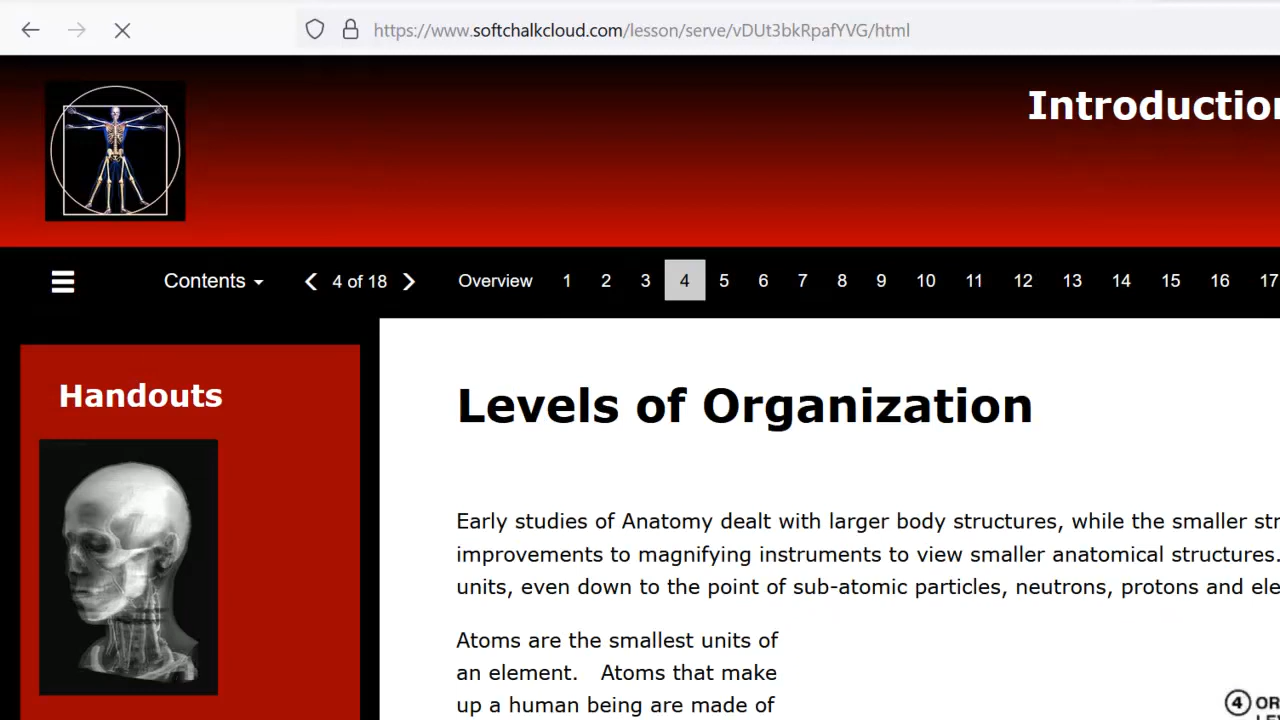 https://www.softchalkcloud.com/lesson/serve/vDUt3bkRpafYVG/html
Introduction
Contents
4 of 18
Overview 1 2 3 4 5 6 7 8 9 10 11 12 13 14 15 16 17
Handouts
Levels of Organization
Early studies of Anatomy dealt with larger body structures, while the smaller
improvements to magnifying instruments to view smaller anatomical structures.
units, even down to the point of sub-atomic particles, neutrons, protons and
Atoms are the smallest units of
an element. Atoms that make
up a human being are made of
4